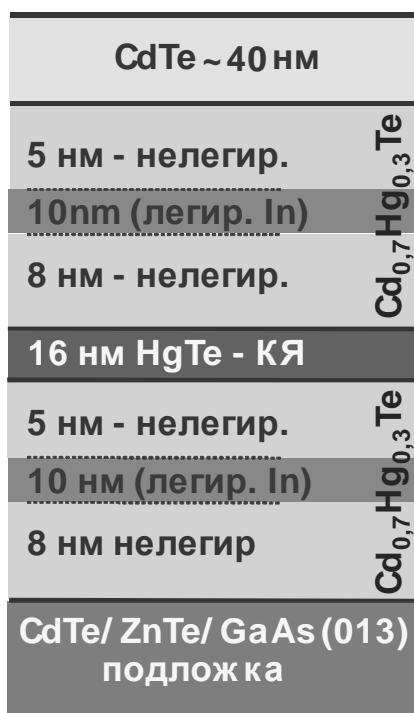 CdTe ~ 40 нм
5 нм - нелегир.
10nm (легир. In)
8 нм - нелегир.
Cd0,7Hg0,3Te
16 нм HgTe - КЯ
5 нм - нелегир.
10 нм (легир. In)
8 нм нелегир
Cd0,7Hg0,3Te
CdTe/ ZnTe/ GaAs (013)
подложка